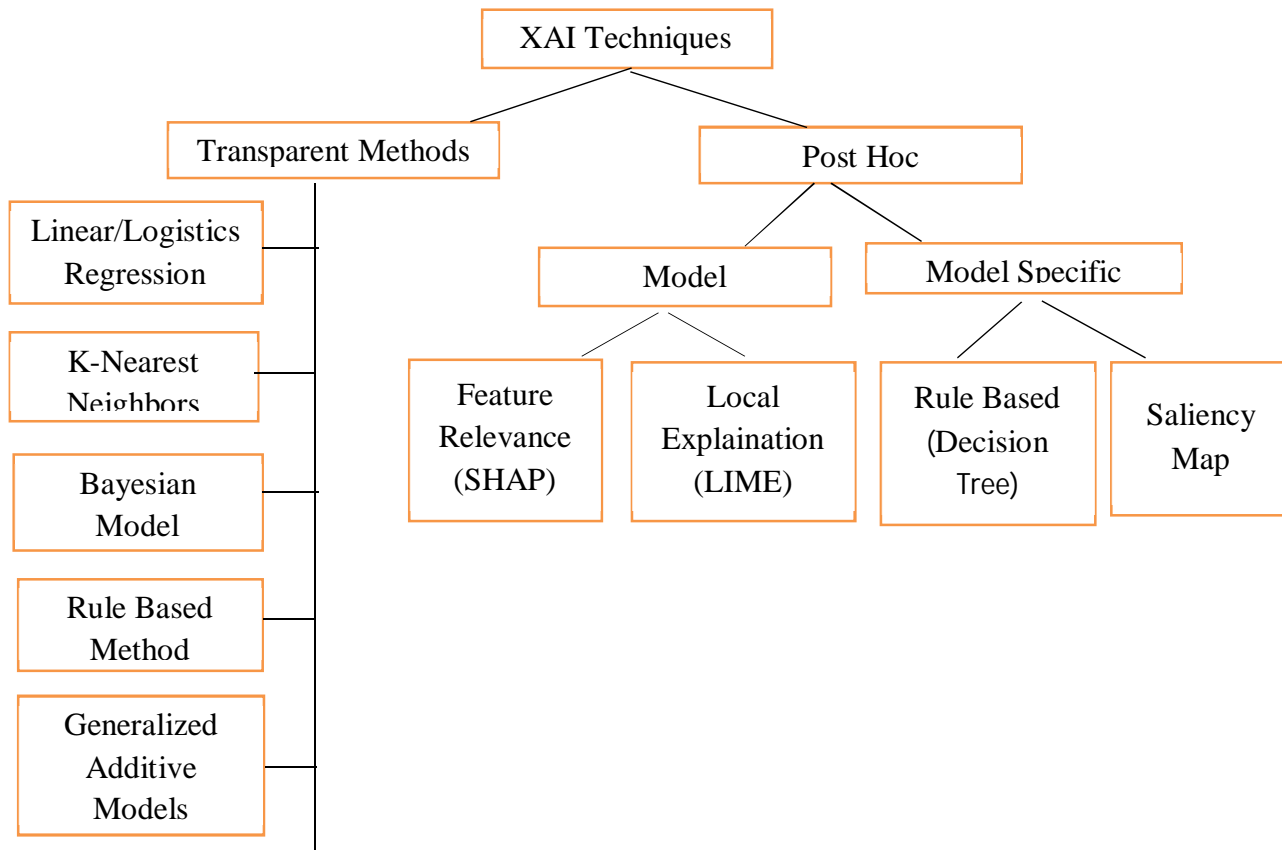 XAI Techniques
Transparent Methods
Post Hoc
Linear/Logistics
Regression
K-Nearest
Neighbors
Bayesian
Model
Rule Based
Method
Generalized
Additive
Models
Model
Model Specific
Feature
Relevance
(SHAP)
Local
Explaination
(LIME)
Rule Based
(Decision
Tree)
Saliency
Map